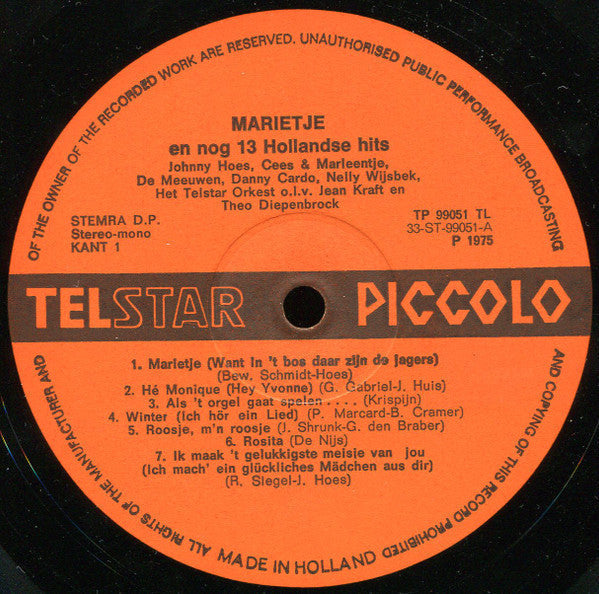 OF THE OWNER OF THE RECORDED WORK ARE RESERVED. UNAUTHORISED PUBLIC PERFORMANCE BROADCASTING
MARIETJE
en nog 13 Hollandse hits
Johnny Hoes, Cees & Marleentje,
De Meeuwen, Danny Cardo, Nelly Wijsbek,
Het Telstar Orkest o.l.v. Jean Kraft en
Theo Diepenbrock
STEMRA D.P.
Stereo-mono
KANT 1
TP 99051 TL
33-ST-99051-A
P 1975
TELSTAR PICCOLO
1. Marietje (Want in 't bos daar zijn de jagers)
(Bew. Schmidt-Hoes)
2. Hé Monique (Hey Yvonne) (G. Gabriel-J. Huis)
3. Als 't orgel gaat spelen..... (Krispijn)
4. Winter (Ich hör ein Lied) (P. Marcard-B. Cramer)
5. Roosje, m'n roosje (J. Shrunk-G. den Braber)
6. Rosita (De Nijs)
7. Ik maak 't gelukkigste meisje van jou
(Ich mach' ein glückliches Mädchen aus dir)
(R. Siegel-J. Hoes)
AND COPYING OF THIS RECORD PROHIBITED
MADE IN HOLLAND
ALL RIGHTS OF THE MANUFACTURER AND